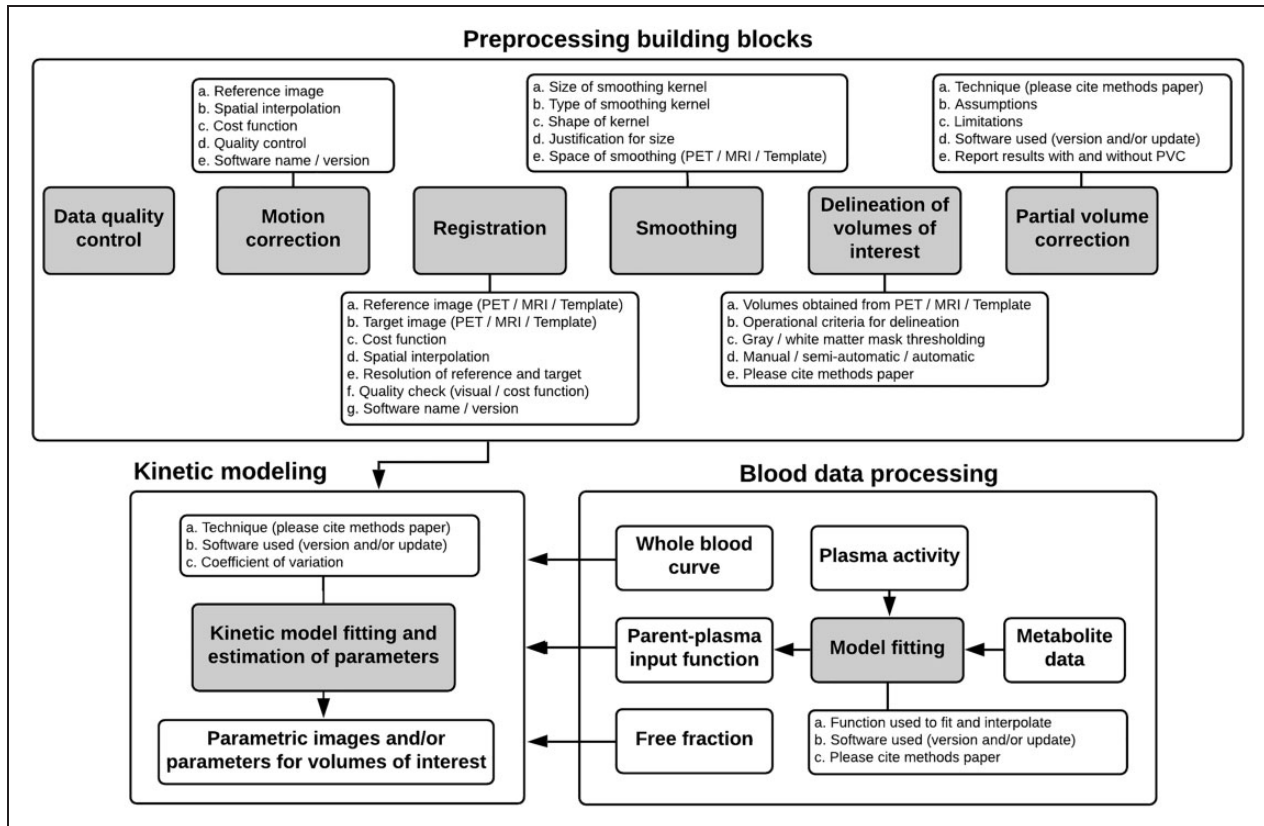 Preprocessing building blocks
a. Reference image
b. Spatial interpolation
c. Cost function
d. Quality control
e. Software name / version
a. Size of smoothing kernel
b. Type of smoothing kernel
c. Shape of kernel
d. Justification for size
e. Space of smoothing (PET / MRI / Template)
a. Technique (please cite methods paper)
b. Assumptions
c. Limitations
d. Software used (version and/or update)
e. Report results with and without PVC
Data quality
control
Motion
correction
Registration
Smoothing
Delineation of
volumes of
interest
Partial volume
correction
a. Reference image (PET / MRI / Template)
b. Target image (PET / MRI / Template)
c. Cost function
d. Spatial interpolation
e. Resolution of reference and target
f. Quality check (visual / cost function)
g. Software name / version
a. Volumes obtained from PET / MRI / Template
b. Operational criteria for delineation
c. Gray / white matter mask thresholding
d. Manual / semi-automatic / automatic
e. Please cite methods paper
Kinetic modeling
a. Technique (please cite methods paper)
b. Software used (version and/or update)
c. Coefficient of variation
Kinetic model fitting and
estimation of parameters
Parametric images and/or
parameters for volumes of interest
Blood data processing
Whole blood
curve
Plasma activity
Parent-plasma
input function
Model fitting
Metabolite
data
Free fraction
a. Function used to fit and interpolate
b. Software used (version and/or update)
c. Please cite methods paper